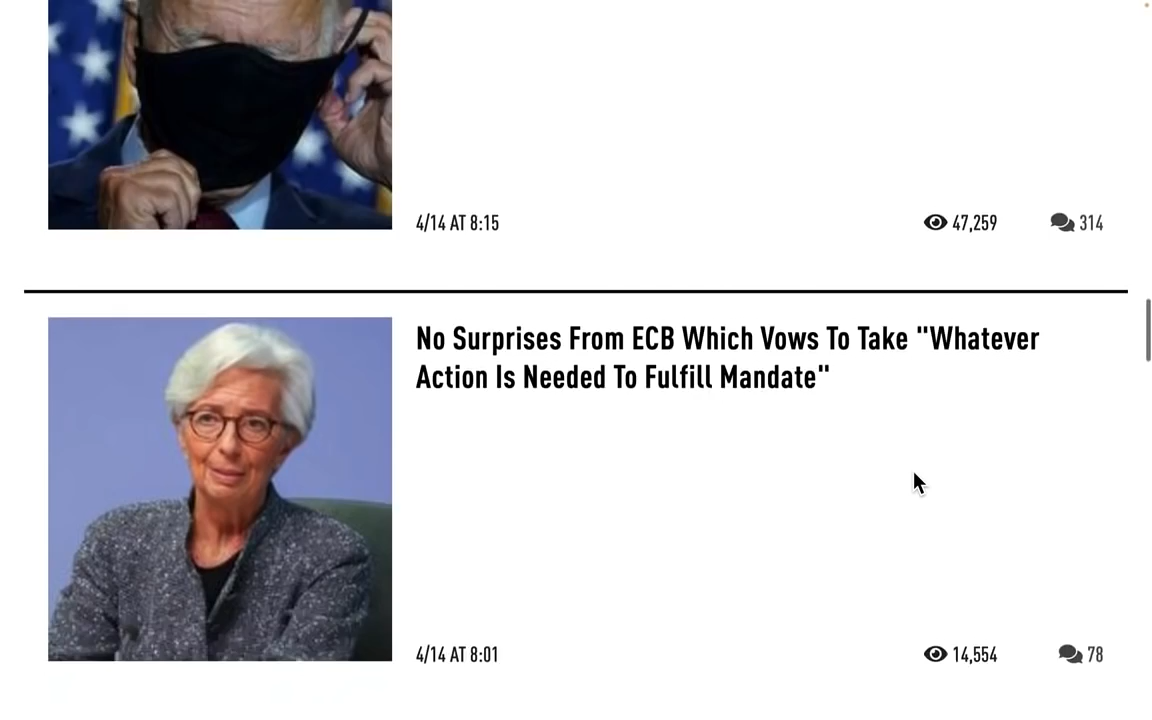 4/14 AT 8:15
47,259
314
No Surprises From ECB Which Vows To Take "Whatever
Action Is Needed To Fulfill Mandate"
4/14 AT 8:01
14,554
78